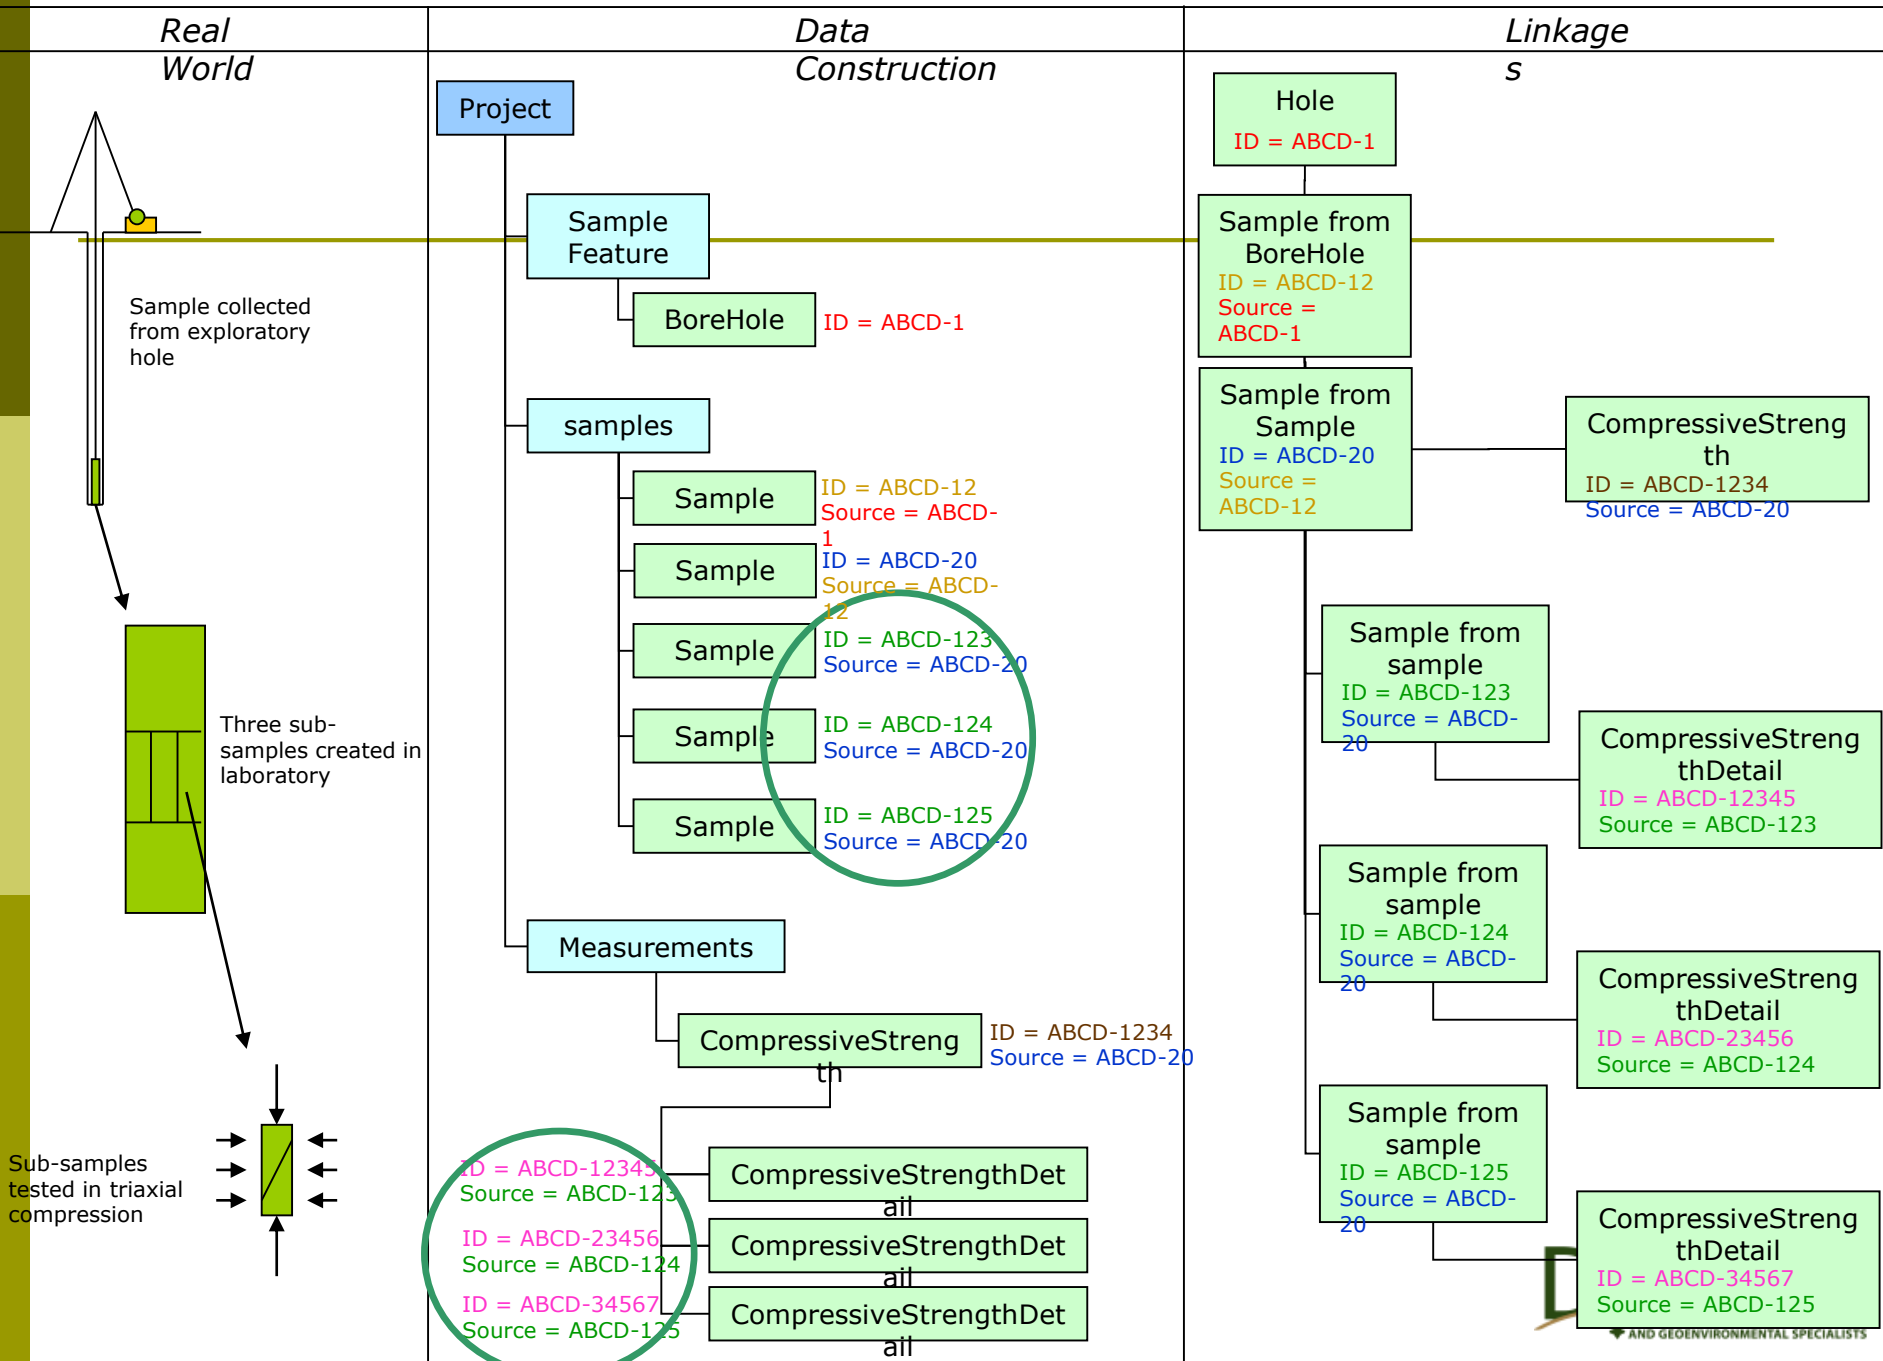 Real
World
Data
Construction
Linkage
s
Sample collected
from exploratory
hole
Three sub-
samples created in
laboratory
Sub-samples
tested in triaxial
compression
Project
Sample
Feature
BoreHole
ID = ABCD-1
samples
Sample
ID = ABCD-12
Source = ABCD-
1
Sample
ID = ABCD-20
Source = ABCD-
12
Sample
ID = ABCD-123
Source = ABCD-20
Sample
ID = ABCD-124
Source = ABCD-20
Sample
ID = ABCD-125
Source = ABCD-20
Measurements
CompressiveStreng
th
ID = ABCD-1234
Source = ABCD-20
ID = ABCD-12345
Source = ABCD-123
CompressiveStrengthDet
ail
ID = ABCD-23456
Source = ABCD-124
CompressiveStrengthDet
ail
ID = ABCD-34567
Source = ABCD-125
CompressiveStrengthDet
ail
Hole
ID = ABCD-1
Sample from
BoreHole
ID = ABCD-12
Source =
ABCD-1
Sample from
Sample
ID = ABCD-20
Source =
ABCD-12
CompressiveStreng
th
ID = ABCD-1234
Source = ABCD-20
Sample from
sample
ID = ABCD-123
Source = ABCD-
20
CompressiveStreng
thDetail
ID = ABCD-12345
Source = ABCD-123
Sample from
sample
ID = ABCD-124
Source = ABCD-
20
CompressiveStreng
thDetail
ID = ABCD-23456
Source = ABCD-124
Sample from
sample
ID = ABCD-125
Source = ABCD-
20
CompressiveStreng
thDetail
ID = ABCD-34567
Source = ABCD-125
AND GEOENVIRONMENTAL SPECIALISTS